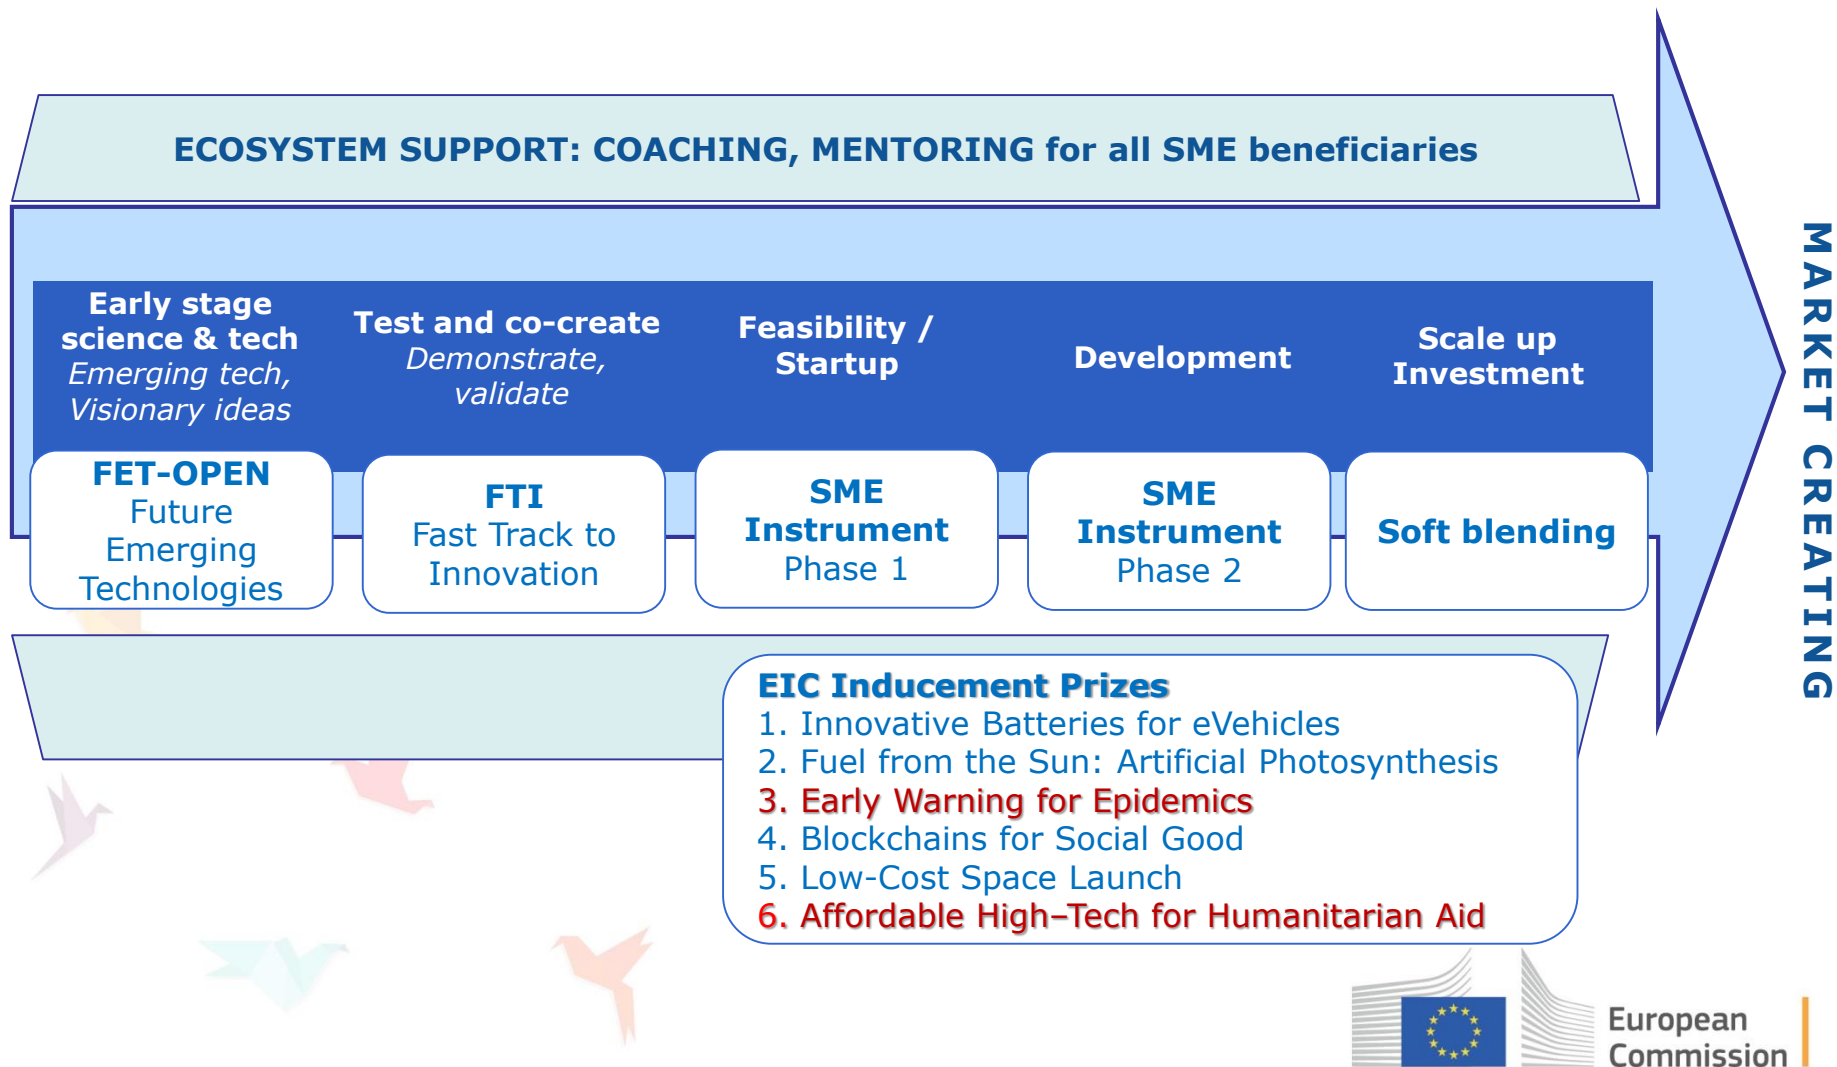 ECOSYSTEM SUPPORT: COACHING, MENTORING for all SME beneficiaries
Early stage
science & tech
Emerging tech,
Visionary ideas
Test and co-create
Demonstrate,
validate
Feasibility /
Startup
Development
Scale up
Investment
FET-OPEN
Future
Emerging
Technologies
FTI
Fast Track to
Innovation
SME
Instrument
Phase 1
SME
Instrument
Phase 2
Soft blending
MARKET CREATING
EIC Inducement Prizes
1. Innovative Batteries for eVehicles
2. Fuel from the Sun: Artificial Photosynthesis
3. Early Warning for Epidemics
4. Blockchains for Social Good
5. Low-Cost Space Launch
6. Affordable High–Tech for Humanitarian Aid
European
Commission